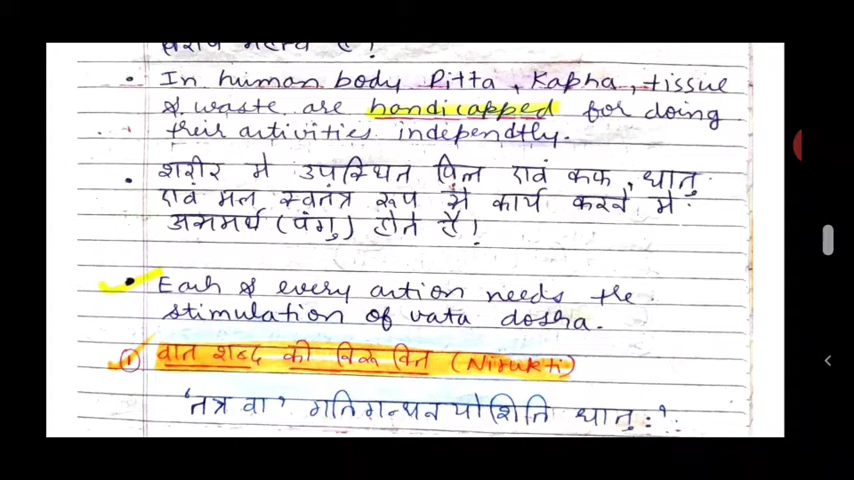 • In human body Pitta, Kapha, tissue
& waste are handicapped for doing
their activities independtly.
• शरीर मे उपस्थित पित्त एवं कफ, धातु
एवं मल स्वतंत्र रूप से कार्य करने मे
असमर्थ (पंगु) होते है।
• Each & every action needs the
stimulation of vata dosha.
① वात शब्द की निरूक्ति (Nirukti)
'तत्र वा' गतिगन्धनयोरिति धातुः'